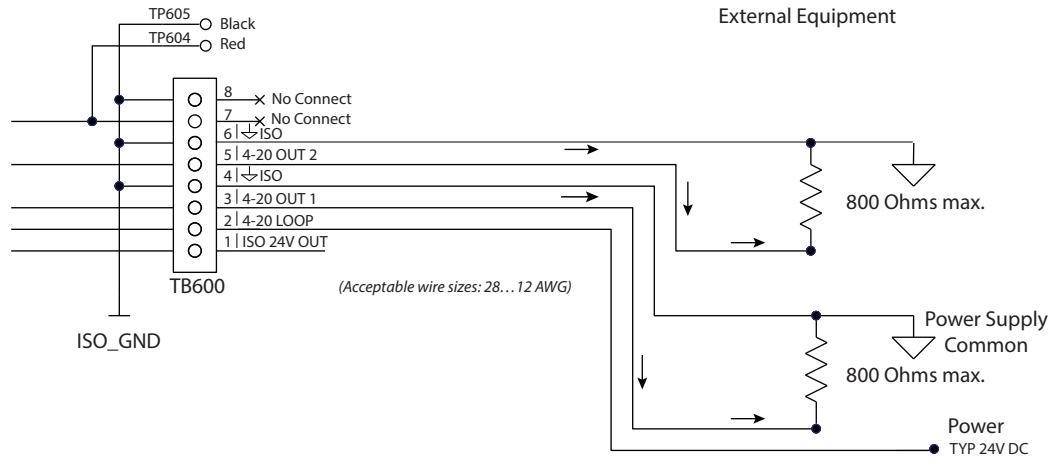 External Equipment
TP605
Black
TP604
Red
8
No Connect
7
No Connect
6 | ISO
5 | 4-20 OUT 2
4 | ISO
3 | 4-20 OUT 1
2 | 4-20 LOOP
1 | ISO 24V OUT
800 Ohms max.
TB600
(Acceptable wire sizes: 28…12 AWG)
ISO_GND
Power Supply
Common
800 Ohms max.
Power
TYP 24V DC